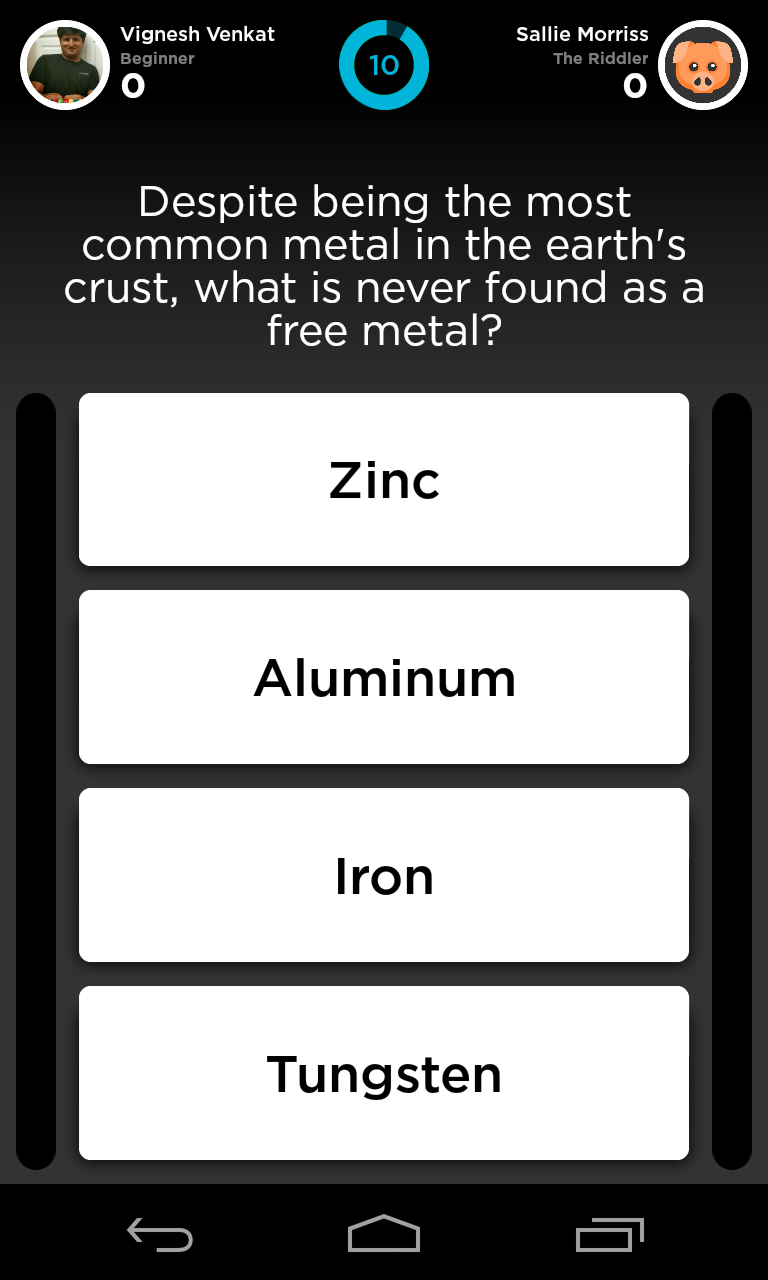 Vignesh Venkat
Beginner
0
10
Sallie Morriss
The Riddler
0
Despite being the most
common metal in the earth's
crust, what is never found as a
free metal?
Zinc
Aluminum
Iron
Tungsten